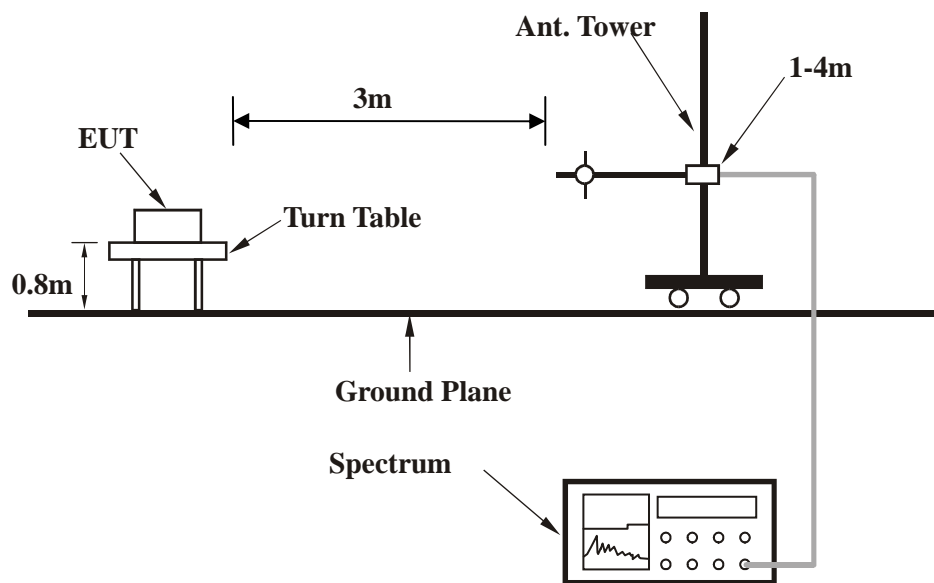 Ant. Tower
1-4m
3m
EUT
Turn Table
0.8m
Ground Plane
Spectrum